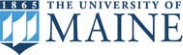 1865 THE UNIVERSITY OF
MAINE